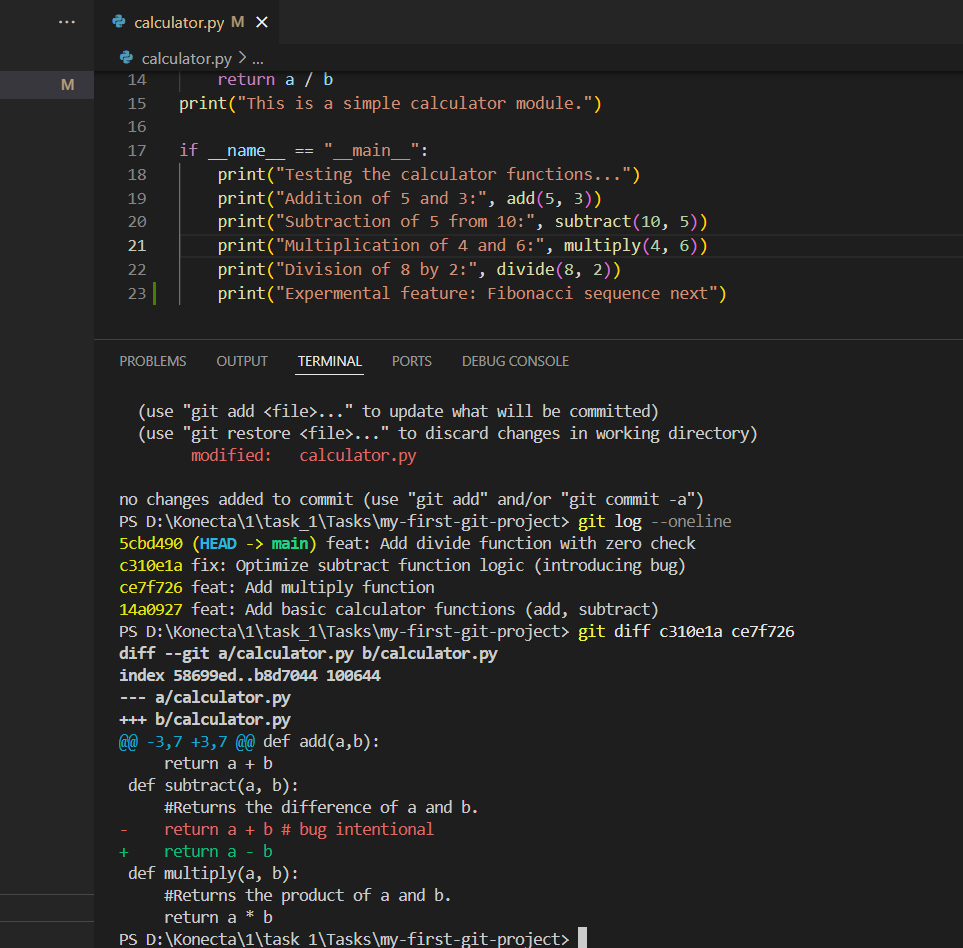 ...
calculator.py M ×
calculator.py > ...
M
14 return a / b
15 print("This is a simple calculator module.")
16
17 if __name__ == "__main__":
18 print("Testing the calculator functions...")
19 print("Addition of 5 and 3:", add(5, 3))
20 print("Subtraction of 5 from 10:", subtract(10, 5))
21 print("Multiplication of 4 and 6:", multiply(4, 6))
22 print("Division of 8 by 2:", divide(8, 2))
23 print("Expermental feature: Fibonacci sequence next")
PROBLEMS OUTPUT TERMINAL PORTS DEBUG CONSOLE
(use "git add <file>..." to update what will be committed)
(use "git restore <file>..." to discard changes in working directory)
modified: calculator.py
no changes added to commit (use "git add" and/or "git commit -a")
PS D:\Konecta\1\task_1\Tasks\my-first-git-project> git log --oneline
5cbd490 (HEAD -> main) feat: Add divide function with zero check
c310e1a fix: Optimize subtract function logic (introducing bug)
ce7f726 feat: Add multiply function
14a0927 feat: Add basic calculator functions (add, subtract)
PS D:\Konecta\1\task_1\Tasks\my-first-git-project> git diff c310e1a ce7f726
diff --git a/calculator.py b/calculator.py
index 58699ed..b8d7044 100644
--- a/calculator.py
+++ b/calculator.py
@@ -3,7 +3,7 @@ def add(a,b):
return a + b
def subtract(a, b):
#Returns the difference of a and b.
- return a + b # bug intentional
+ return a - b
def multiply(a, b):
#Returns the product of a and b.
return a * b
PS D:\Konecta\1\task_1\Tasks\my-first-git-project>